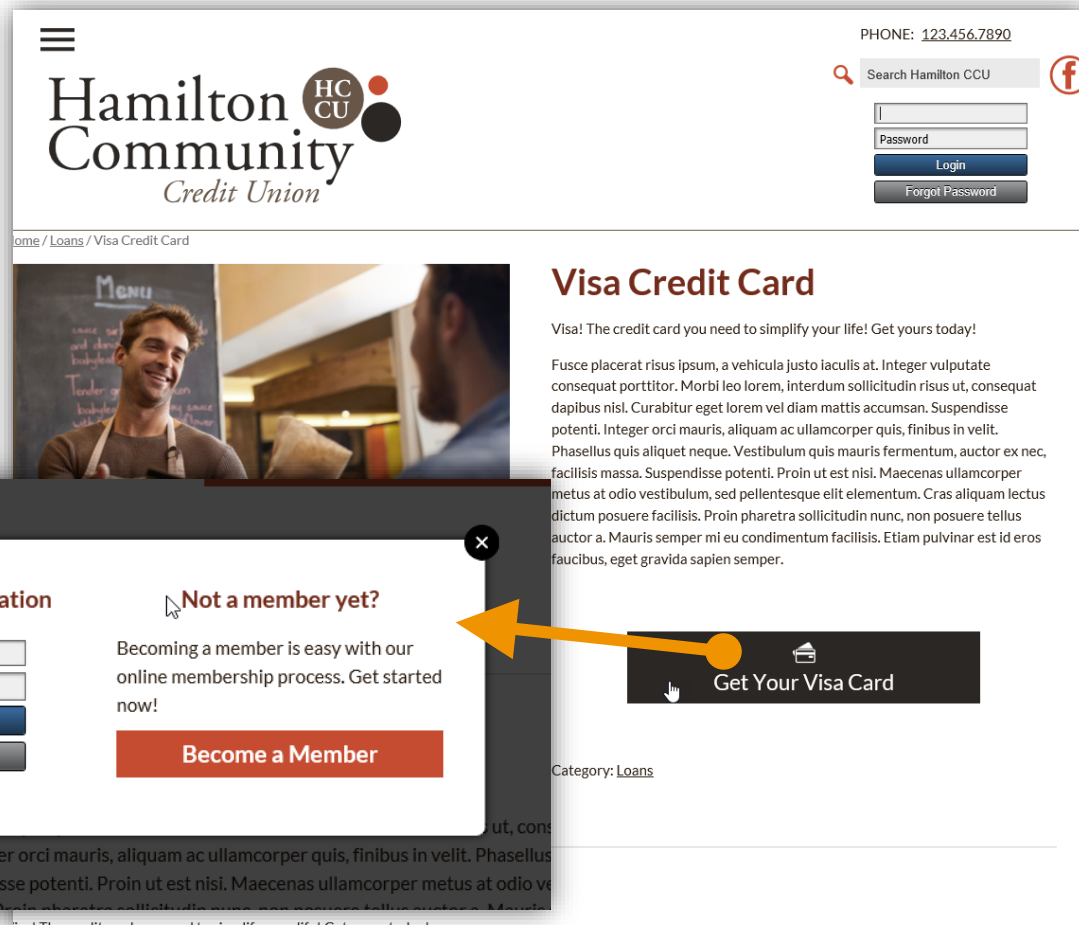 PHONE: 123.456.7890
Search Hamilton CCU
f
Hamilton
HC
CU
Community
Credit Union
Password
Login
Forgot Password
ome / Loans / Visa Credit Card
Menu
Visa Credit Card
Visa! The credit card you need to simplify your life! Get yours today!
Fusce placerat risus ipsum, a vehicula justo iaculis at. Integer vulputate
consequat porttitor. Morbi leo lorem, interdum sollicitudin risus ut, consequat
dapibus nisl. Curabitur eget lorem vel diam mattis accumsan. Suspendisse
potenti. Integer orci mauris, aliquam ac ullamcorper quis, finibus in velit.
Phasellus quis aliquet neque. Vestibulum quis mauris fermentum, auctor ex nec,
facilisis massa. Suspendisse potenti. Proin ut est nisi. Maecenas ullamcorper
metus at odio vestibulum, sed pellentesque elit elementum. Cras aliquam lectus
dictum posuere facilisis. Proin pharetra sollicitudin nunc, non posuere tellus
auctor a. Mauris semper mi eu condimentum facilisis. Etiam pulvinar est id eros
faucibus, eget gravida sapien semper.
Get Your Visa Card
Category: Loans
ation
Not a member yet?
Becoming a member is easy with our
online membership process. Get started
now!
Become a Member
ut, cons
er orci mauris, aliquam ac ullamcorper quis, finibus in velit. Phasellus
sse potenti. Proin ut est nisi. Maecenas ullamcorper metus at odio ve